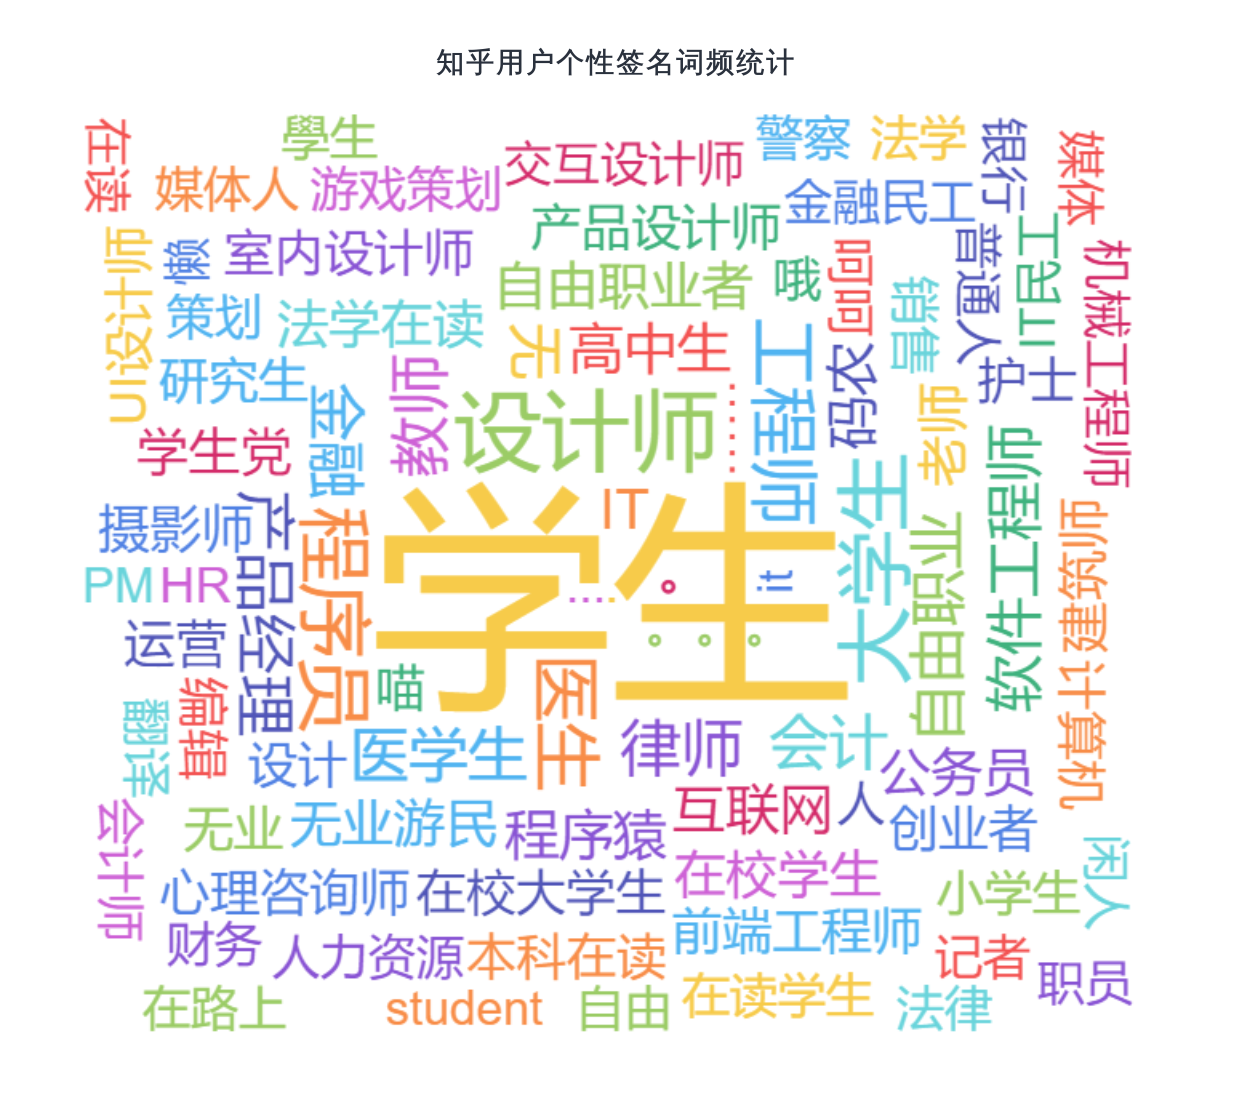 知乎用户个性签名词频统计
在读
學生
媒体人
游戏策划
交互设计师
警察
法学
银行
媒体
金融民工
产品设计师
UI设计师
懒
室内设计师
自由职业者
哦
呵呵
普通人
IT民工
机械工程师
策划
法学在读
无
高中生
工程师
码农
销售
护士
研究生
金融
教师
设计师
……
老师
学生党
产品经理
程序员
学生
IT
it
大学生
自由职业
软件工程师
建筑师
摄影师
PM
HR
....
。
。。。
运营
喵
医生
编辑
翻译
设计
医学生
律师
会计
公务员
计算机
会计师
无业
无业游民
程序猿
互联网
人
创业者
闲人
心理咨询师
在校大学生
在校学生
小学生
财务
人力资源
本科在读
前端工程师
记者
职员
在路上
student
自由
在读学生
法律